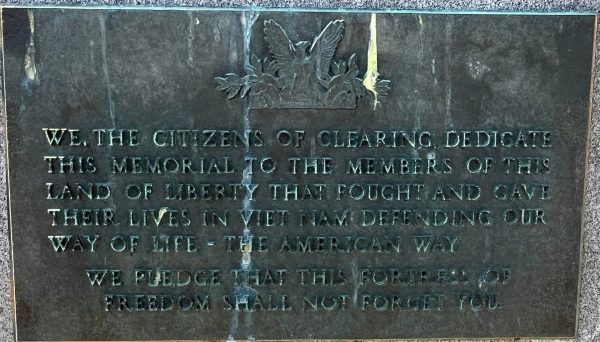 WE, THE CITIZENS OF CLEARING, DEDICATE
THIS MEMORIAL TO THE MEMBERS OF THIS
LAND OF LIBERTY THAT FOUGHT AND GAVE
THEIR LIVES IN VIET NAM DEFENDING OUR
WAY OF LIFE - THE AMERICAN WAY
WE PLEDGE THAT THIS FORTRESS OF
FREEDOM SHALL NOT FORGET YOU.